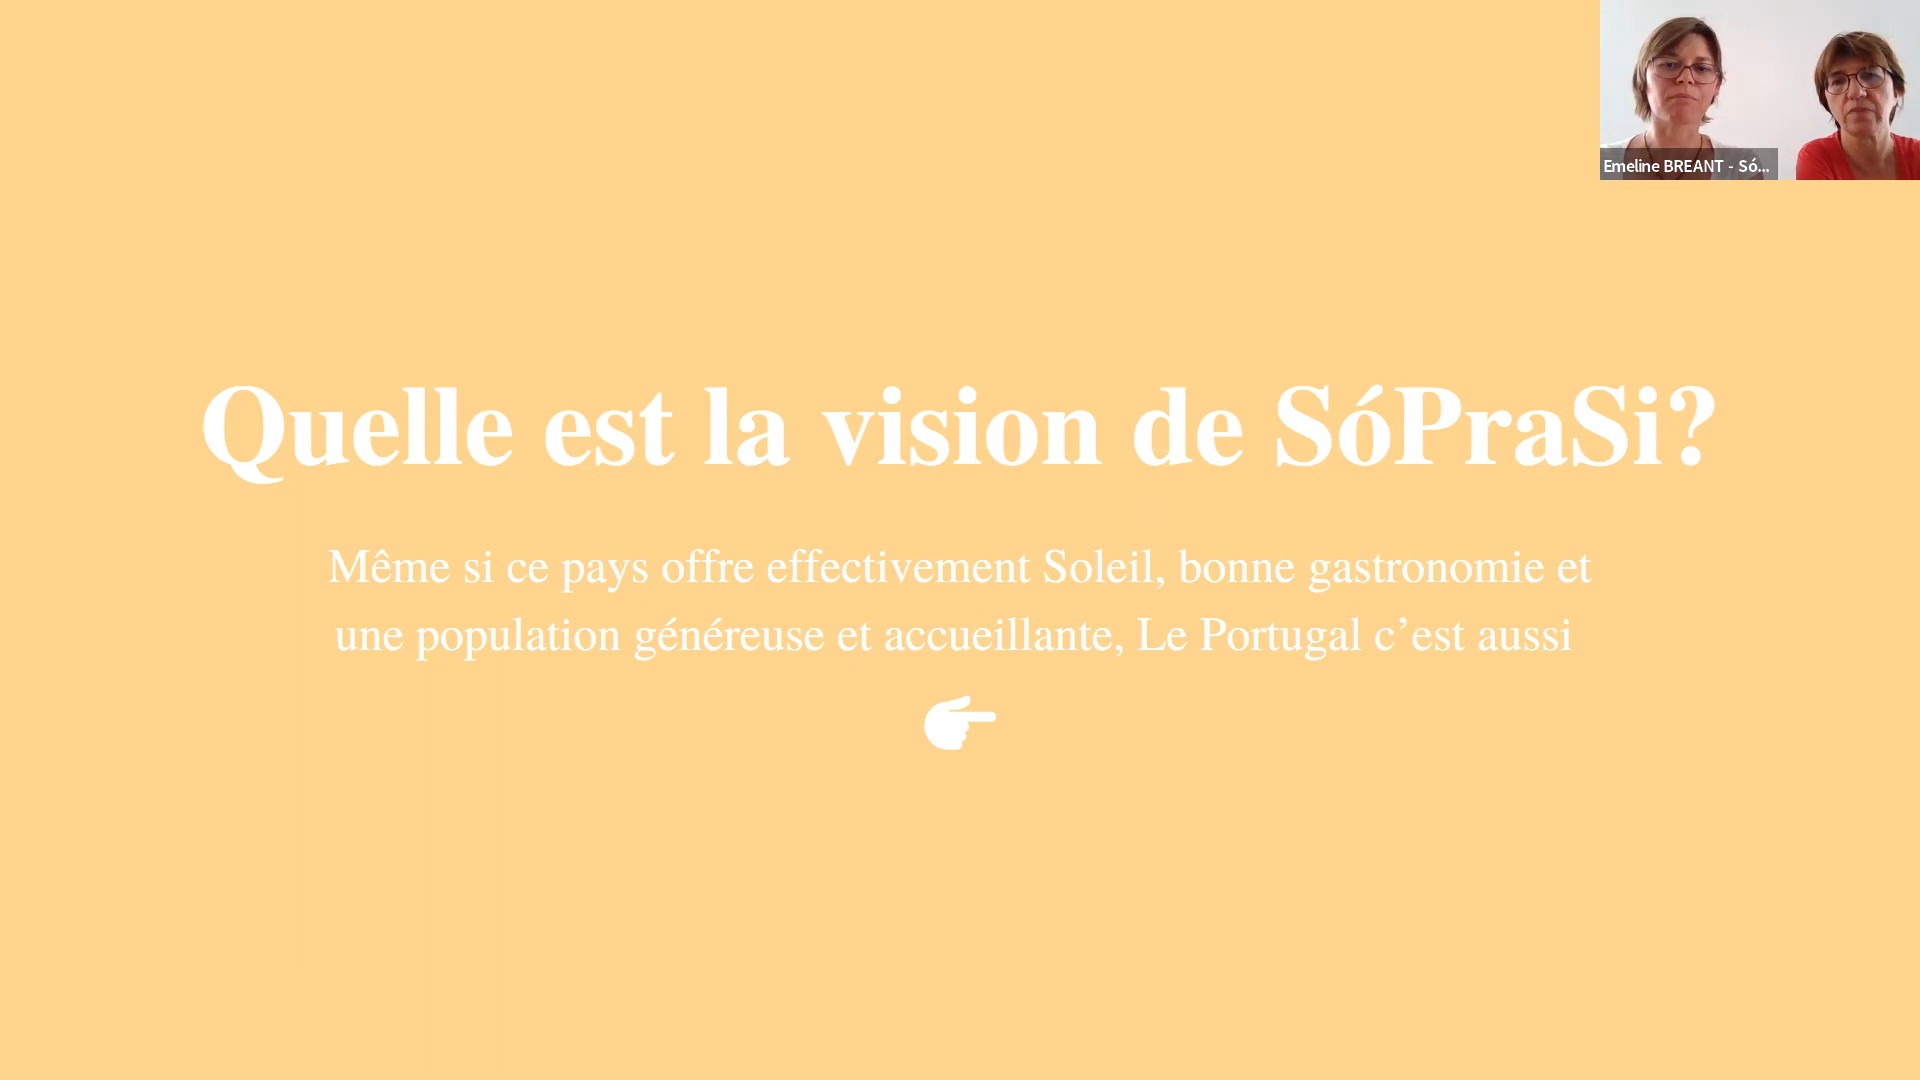 Emeline BREANT - Só...
Quelle est la vision de SóPraSi?
Même si ce pays offre effectivement Soleil, bonne gastronomie et
une population généreuse et accueillante, Le Portugal c’est aussi